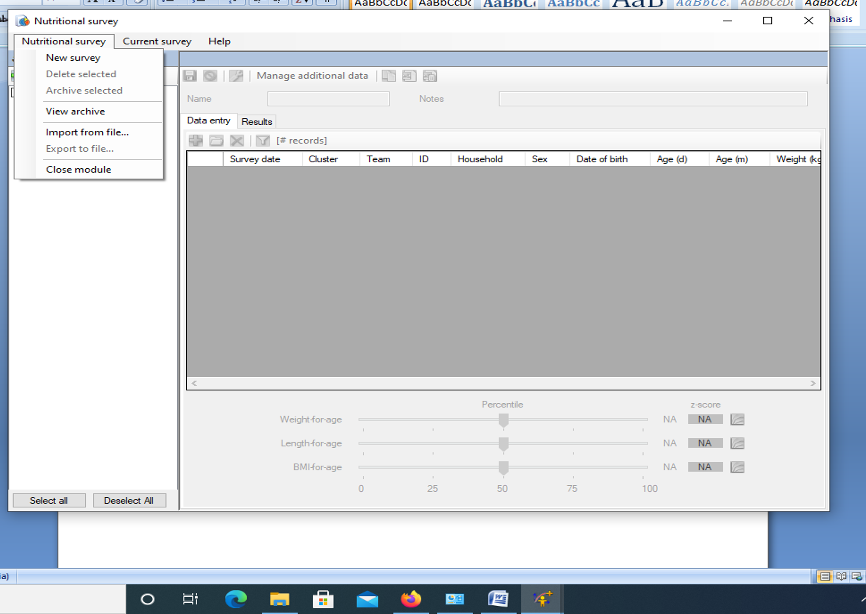 AaBbCcDc AaBbCcDc AaBbC AaBbCc AaB AaBbCc. AaBbCcDc AaBbCcDc
Nutritional survey
hasis
Nutritional survey Current survey Help
New survey
Delete selected
Archive selected
View archive
Import from file...
Export to file...
Close module
Manage additional data
Name
Notes
Data entry Results
[# records]
Survey date Cluster Team ID Household Sex Date of birth Age (d) Age (m) Weight (kg
Percentile z-score
Weight-for-age NA NA
Length-for-age NA NA
BMI-for-age NA NA
0 25 50 75 100
Select all Deselect All
a)